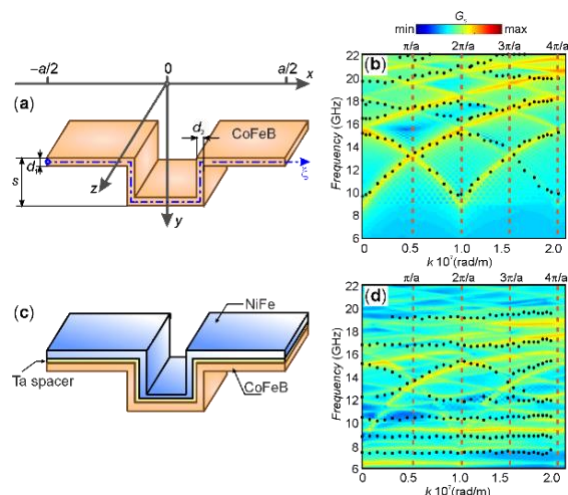 min G_s max
π/a 2π/a 3π/a 4π/a
−a/2 0 a/2 x
(a)
CoFeB
s
z
y
(b)
Frequency (GHz)
22
20
18
16
14
12
10
8
6
0 0.5 1.0 1.5 2.0
k 10⁷(rad/m)
(c)
NiFe
Ta spacer
CoFeB
π/a 2π/a 3π/a 4π/a
(d)
Frequency (GHz)
22
20
18
16
14
12
10
8
6
0 0.5 1.0 1.5 2.0
k 10⁷(rad/m)